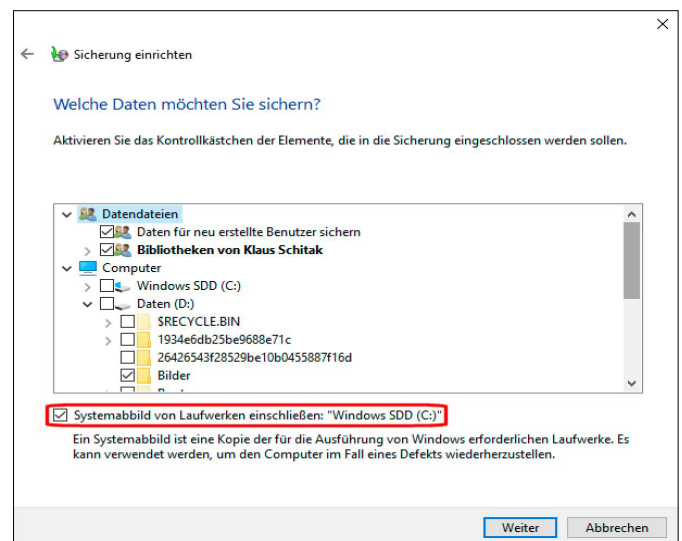 Sicherung einrichten
Welche Daten möchten Sie sichern?
Aktivieren Sie das Kontrollkästchen der Elemente, die in die Sicherung eingeschlossen werden sollen.
Datendateien
Daten für neu erstellte Benutzer sichern
Bibliotheken von Klaus Schitak
Computer
Windows SDD (C:)
Daten (D:)
$RECYCLE.BIN
1934e6db25be9688e71c
26426543f28529be10b0455887f16d
Bilder
Systemabbild von Laufwerken einschließen: "Windows SDD (C:)"
Ein Systemabbild ist eine Kopie der für die Ausführung von Windows erforderlichen Laufwerke. Es
kann verwendet werden, um den Computer im Fall eines Defekts wiederherzustellen.
Weiter
Abbrechen